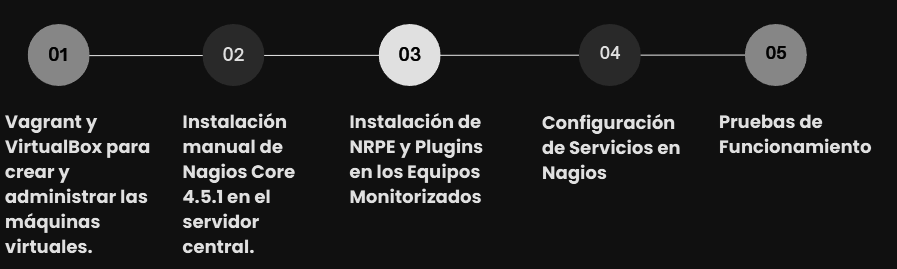 01
02
03
04
05
Vagrant y
VirtualBox para
crear y
administrar las
máquinas
virtuales.
Instalación
manual de
Nagios Core
4.5.1 en el
servidor
central.
Instalación de
NRPE y Plugins
en los Equipos
Monitorizados
Configuración
de Servicios en
Nagios
Pruebas de
Funcionamiento